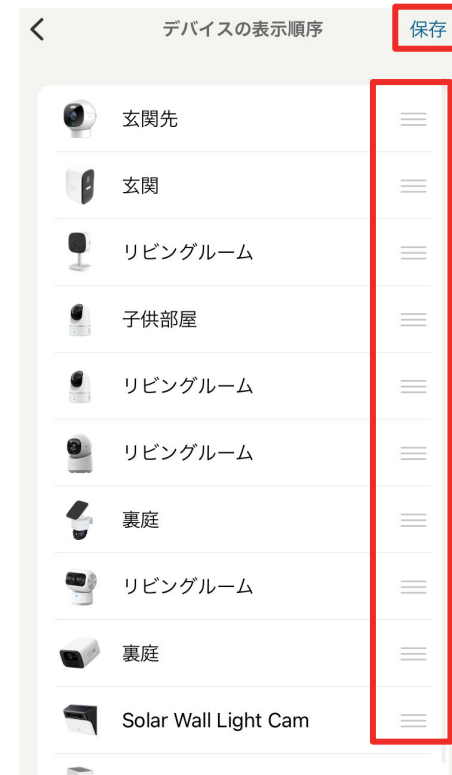 デバイスの表示順序
保存
玄関先
玄関
リビングルーム
子供部屋
リビングルーム
リビングルーム
裏庭
リビングルーム
裏庭
Solar Wall Light Cam